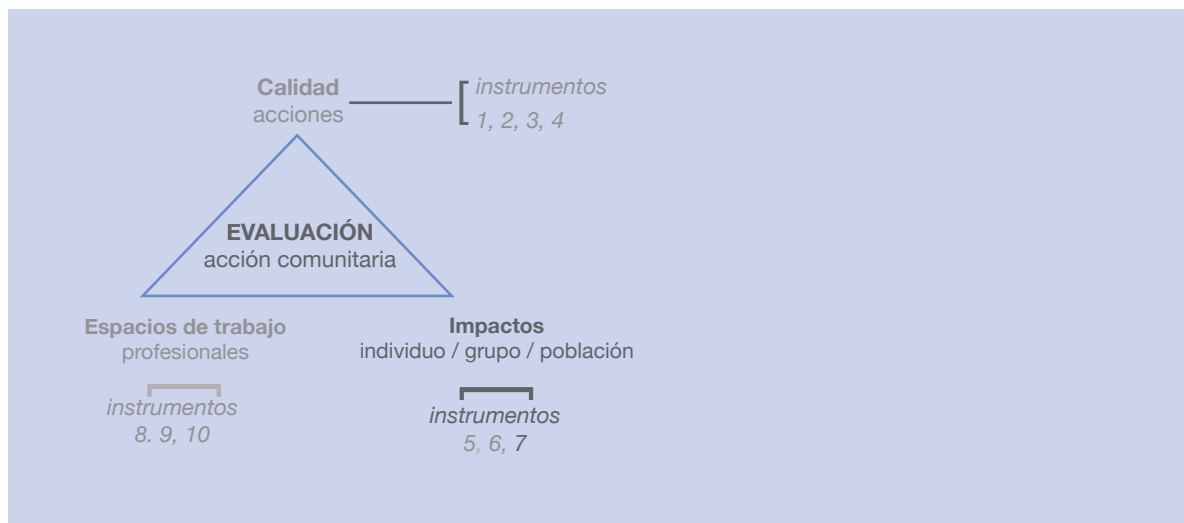 Calidad
acciones
instrumentos
1, 2, 3, 4
EVALUACIÓN
acción comunitaria
Espacios de trabajo
profesionales
instrumentos
8. 9, 10
Impactos
individuo / grupo / población
instrumentos
5, 6, 7